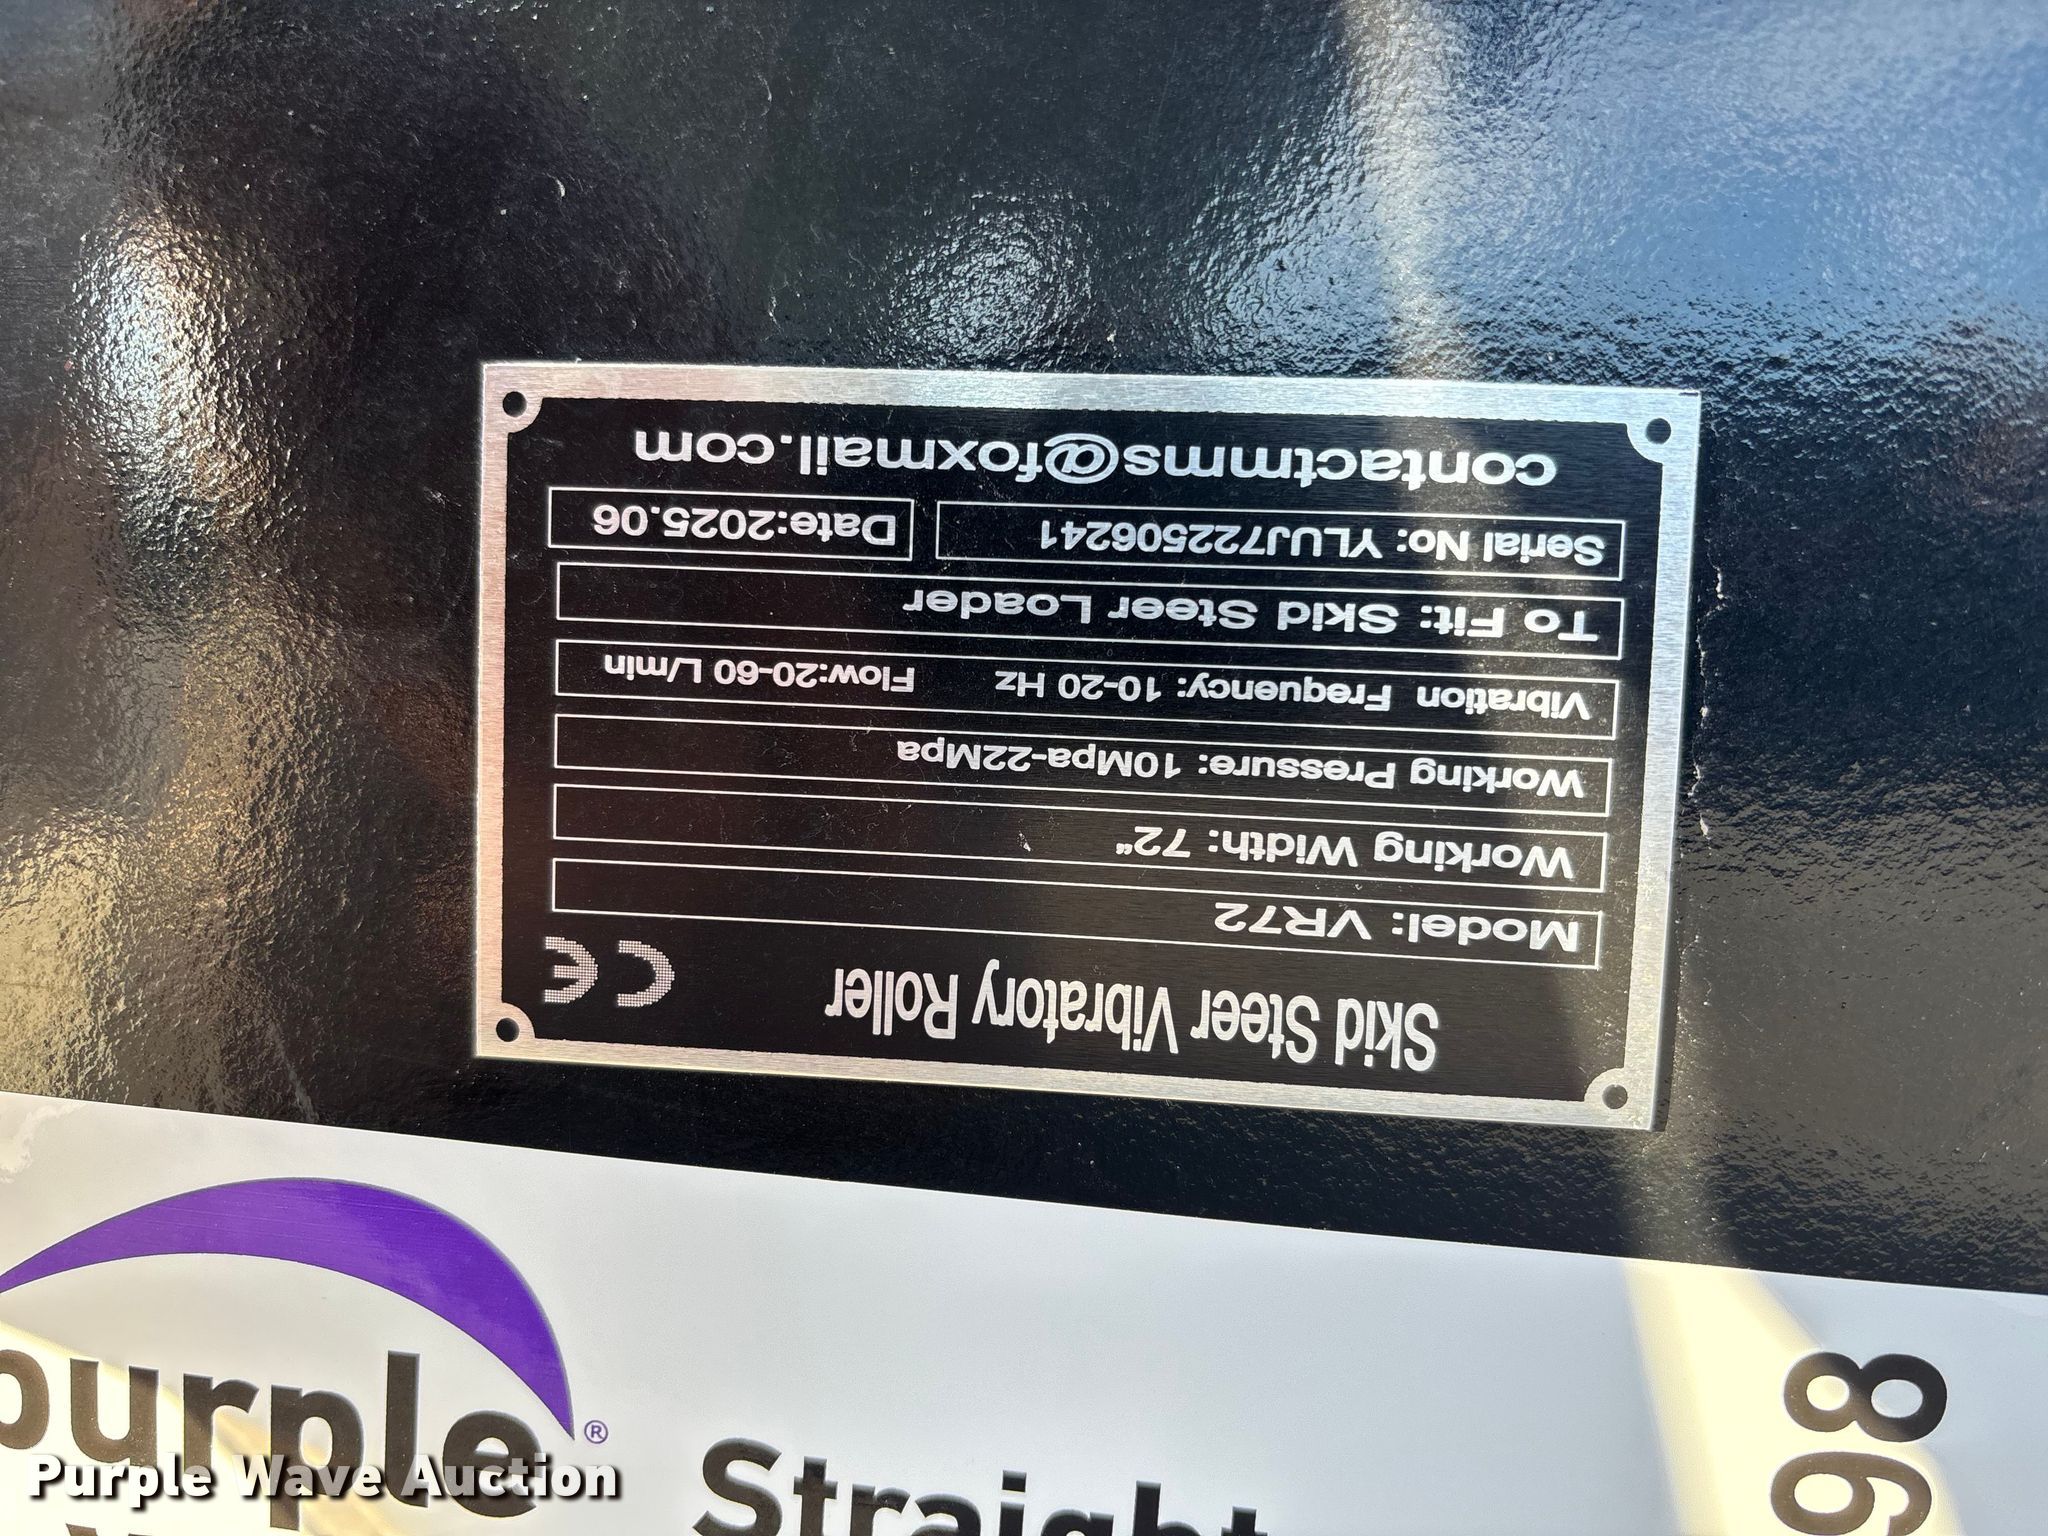 Skid Steer Vibratory Roller CE
Model: VR72
Working Width: 72"
Working Pressure: 10Mpa-22Mpa
Vibration Frequency: 10-20 Hz Flow:20-60 L/min
To Fit: Skid Steer Loader
Serial No: YLUJ722506241 Date:2025.06
contactmms@foxmail.com
purple®
Straight
Purple Wave Auction